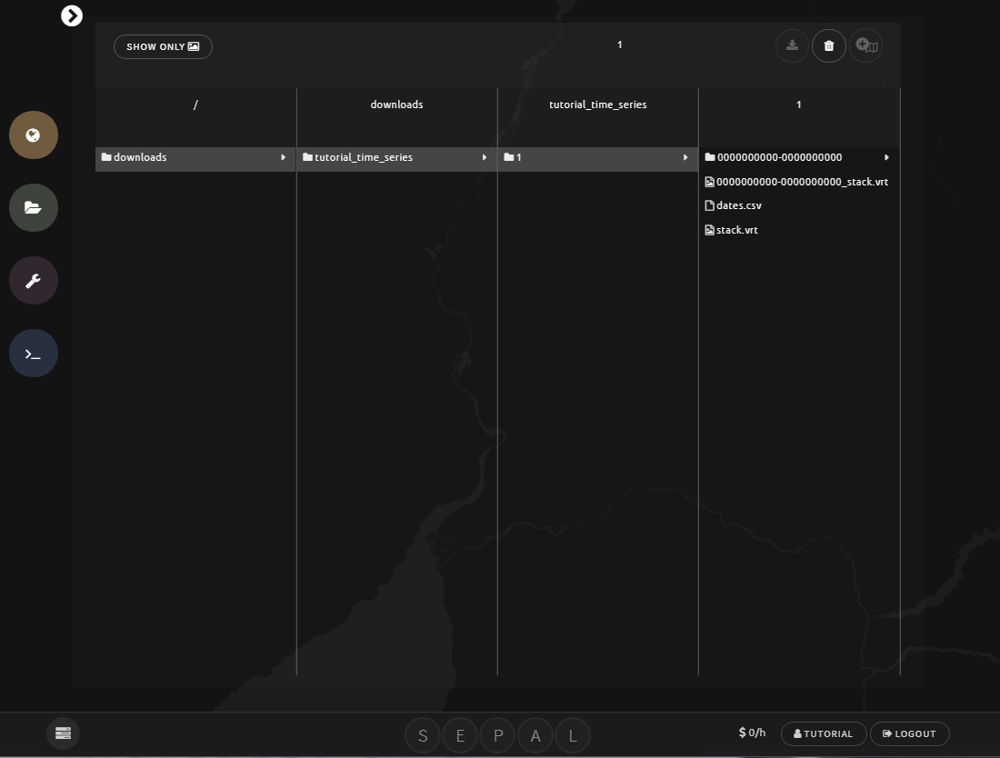 SHOW ONLY
1
/
downloads
tutorial_time_series
1
downloads
tutorial_time_series
1
0000000000-0000000000
0000000000-0000000000_stack.vrt
dates.csv
stack.vrt
S E P A L
$ 0/h
TUTORIAL
LOGOUT